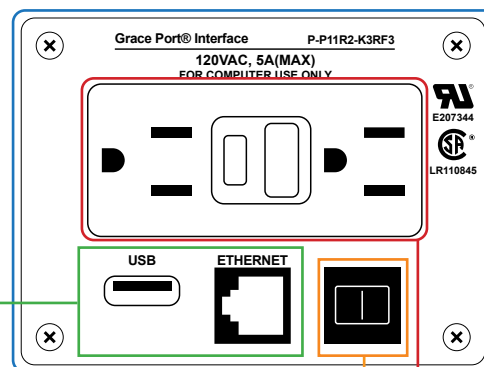 Grace Port® Interface P-P11R2-K3RF3
120VAC, 5A(MAX)
FOR COMPUTER USE ONLY
E207344
LR110845
USB ETHERNET